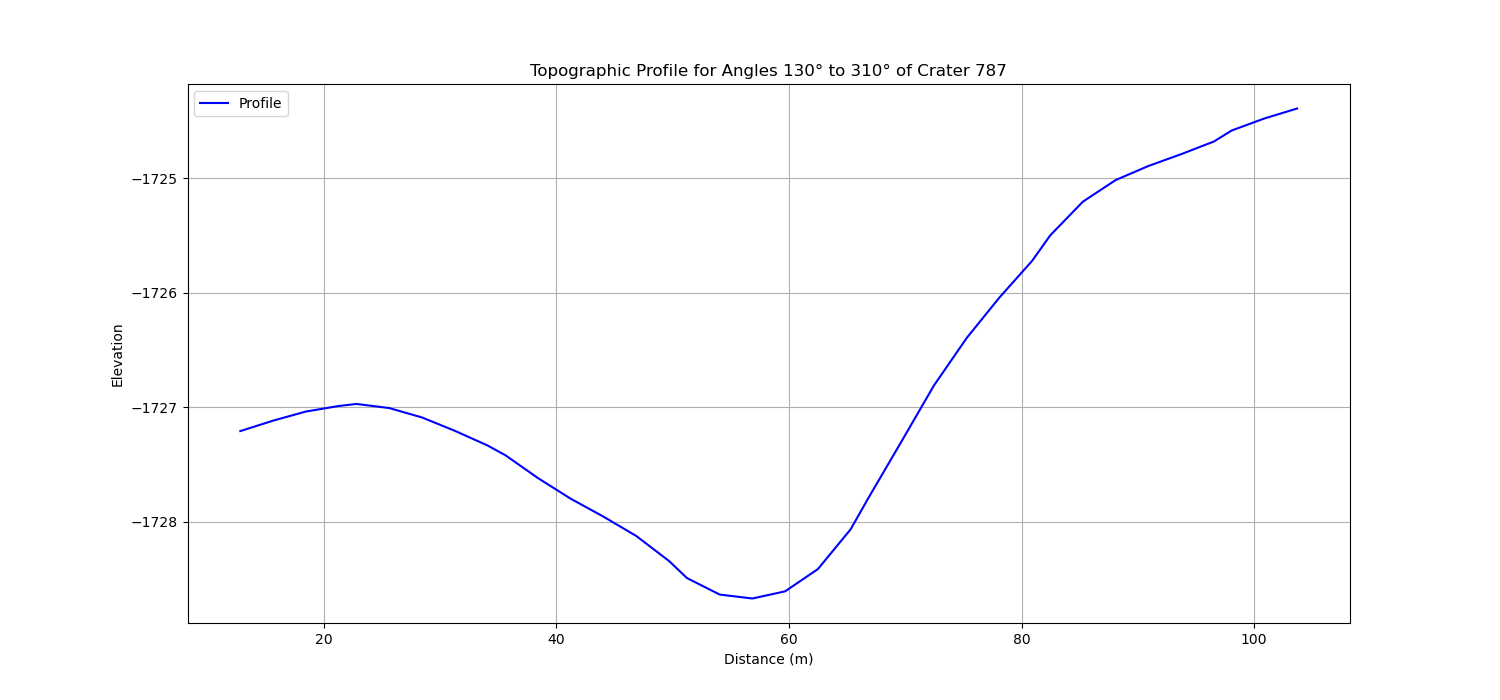 Topographic Profile for Angles 130° to 310° of Crater 787
Profile
−1725
−1726
−1727
−1728
Elevation
20 40 60 80 100
Distance (m)